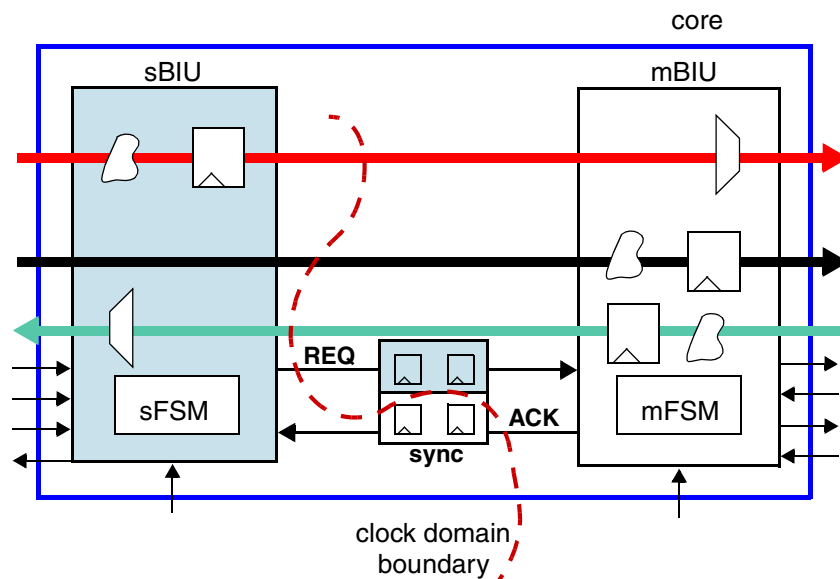 core
sBIU
mBIU
REQ
sFSM
ACK
mFSM
sync
clock domain
boundary